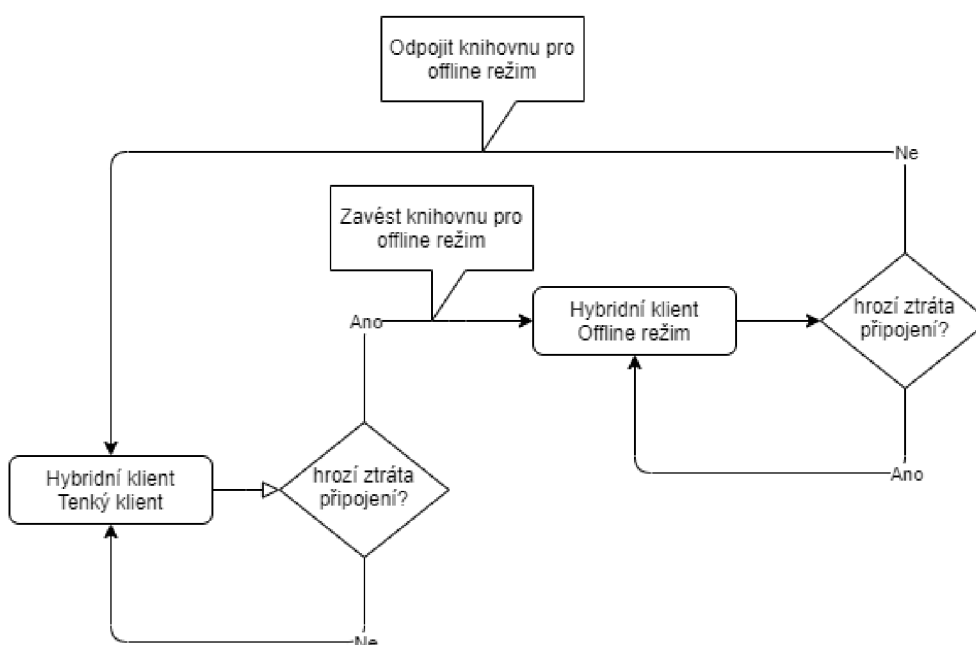 Odpojit knihovnu pro
offline režim
Ne
Zavést knihovnu pro
offline režim
Ano
Hybridní klient
Offline režim
hrozí ztráta
připojení?
Ano
Hybridní klient
Tenký klient
hrozí ztráta
připojení?
Ne